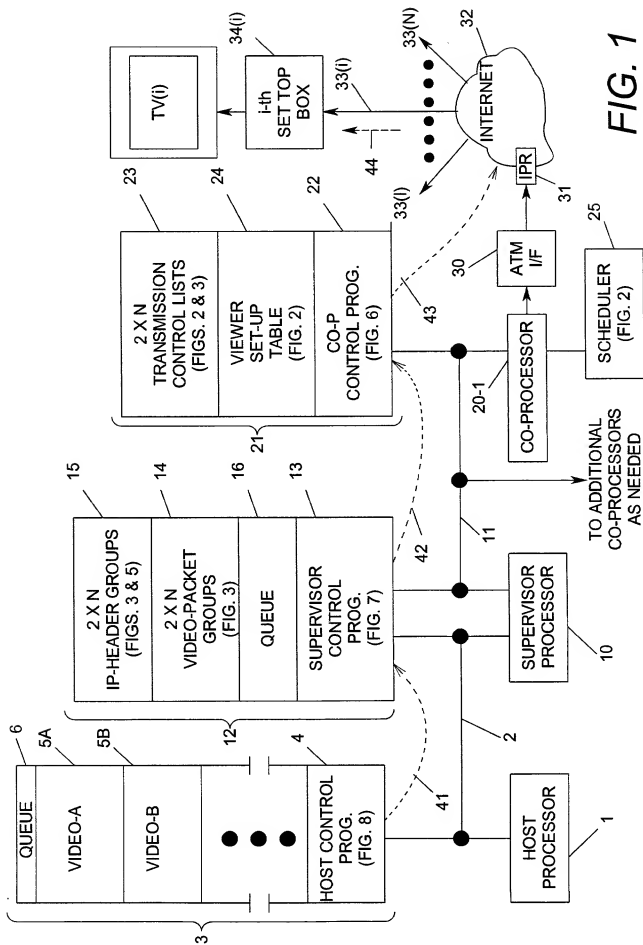 6
QUEUE
5A
VIDEO-A
5B
VIDEO-B
4
HOST CONTROL
PROG.
(FIG. 8)
3
41
HOST
PROCESSOR
1
2
15
2 X N
IP-HEADER GROUPS
(FIGS. 3 & 5)
14
2 X N
VIDEO-PACKET
GROUPS
(FIG. 3)
16
QUEUE
13
SUPERVISOR
CONTROL
PROG.
(FIG. 7)
12
42
SUPERVISOR
PROCESSOR
10
11
23
2 X N
TRANSMISSION
CONTROL LISTS
(FIGS. 2 & 3)
24
VIEWER
SET-UP
TABLE
(FIG. 2)
22
CO-P
CONTROL PROG.
(FIG. 6)
21
43
CO-PROCESSOR
20-1
TO ADDITIONAL
CO-PROCESSORS
AS NEEDED
SCHEDULER
(FIG. 2)
25
ATM
I/F
30
IPR
31
INTERNET
32
33(I)
33(i)
33(N)
44
i-th
SET TOP
BOX
34(i)
TV(i)
FIG. 1